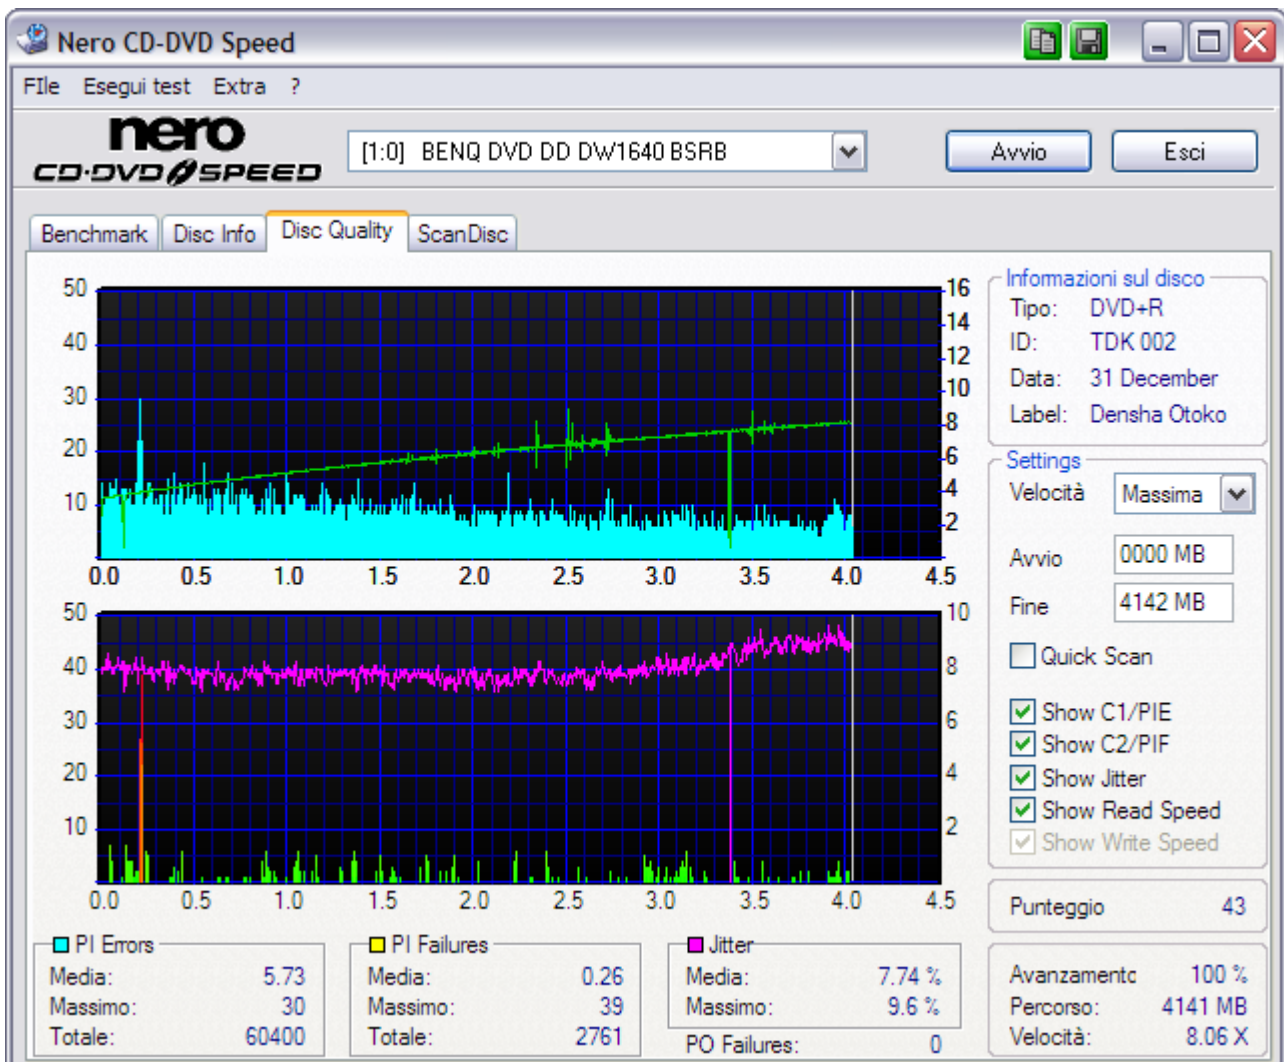 Nero CD-DVD Speed
FIle Esegui test Extra ?
nero
CD·DVD SPEED
[1:0] BENQ DVD DD DW1640 BSRB
Avvio
Esci
Benchmark Disc Info Disc Quality ScanDisc
50 40 30 20 10
16 14 12 10 8 6 4 2
0.0 0.5 1.0 1.5 2.0 2.5 3.0 3.5 4.0 4.5
50 40 30 20 10
10 8 6 4 2
0.0 0.5 1.0 1.5 2.0 2.5 3.0 3.5 4.0 4.5
Informazioni sul disco
Tipo: DVD+R
ID: TDK 002
Data: 31 December
Label: Densha Otoko
Settings
Velocità Massima
Avvio 0000 MB
Fine 4142 MB
Quick Scan
Show C1/PIE
Show C2/PIF
Show Jitter
Show Read Speed
Show Write Speed
Punteggio 43
PI Errors
Media: 5.73
Massimo: 30
Totale: 60400
PI Failures
Media: 0.26
Massimo: 39
Totale: 2761
Jitter
Media: 7.74 %
Massimo: 9.6 %
PO Failures: 0
Avanzamento 100 %
Percorso: 4141 MB
Velocità: 8.06 X